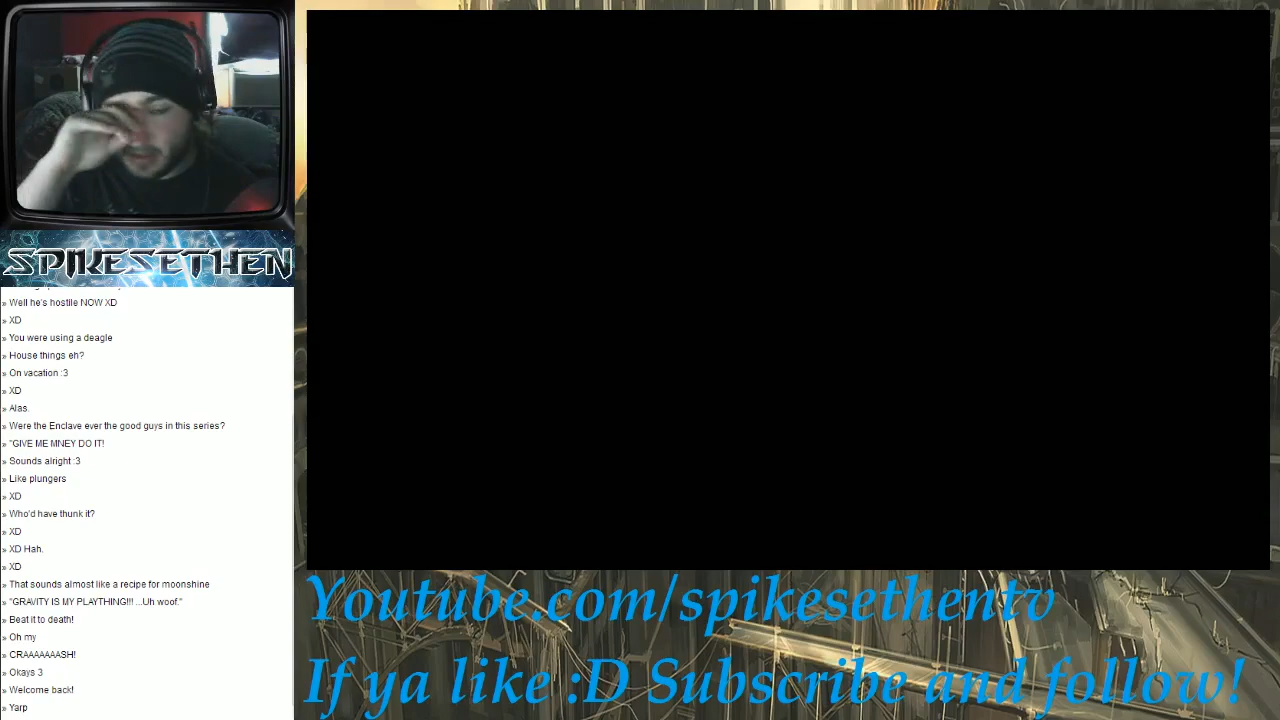 SPIKESETHEN
» Well he's hostile NOW XD
» XD
» You were using a deagle
» House things eh?
» On vacation :3
» XD
» Alas.
» Were the Enclave ever the good guys in this series?
» "GIVE ME MNEY DO IT!
» Sounds alright :3
» Like plungers
» XD
» Who'd have thunk it?
» XD
» XD Hah.
» XD
» That sounds almost like a recipe for moonshine
» "GRAVITY IS MY PLAYTHING!!! ...Uh woof."
» Beat it to death!
» Oh my
» CRAAAAAAASH!
» Okays 3
» Welcome back!
» Yarp
Youtube.com/spikesethentv
If ya like :D Subscribe and follow!